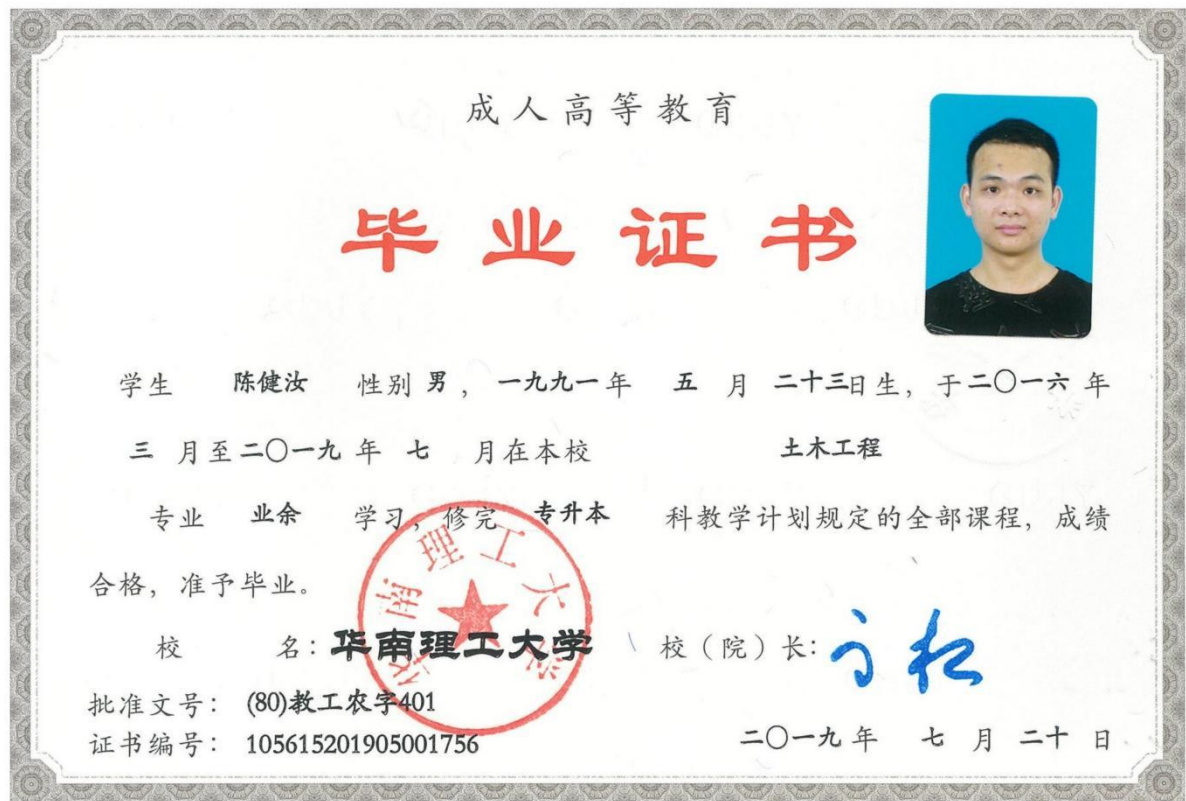 成人高等教育
毕业证书
学生 陈健汝 性别 男，一九九一年 五 月 二十三日生，于二〇一六 年
三 月至二〇一九 年 七 月在本校 土木工程
专业 业余 学习，修完 专升本 科教学计划规定的全部课程，成绩
合格，准予毕业。
华南理工大学
校 名：华南理工大学 校（院）长：
批准文号： (80)教工农字401
证书编号： 105615201905001756
二〇一九 年 七 月 二十 日